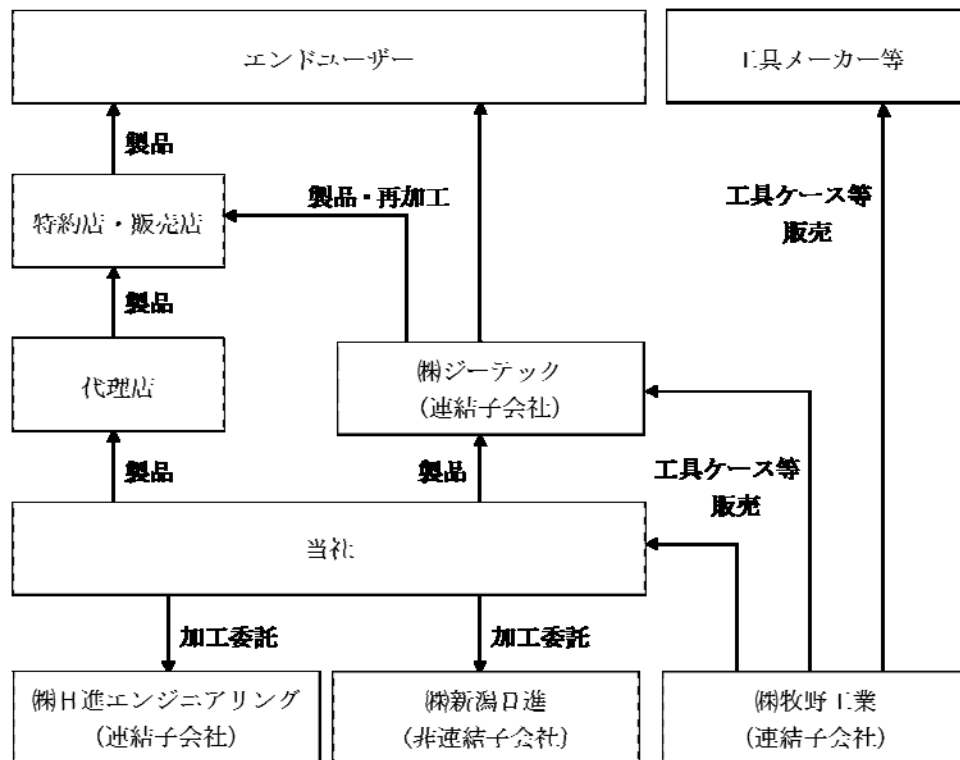 エンドユーザー
工具メーカー等
製品
製品・再加工
工具ケース等
販売
特約店・販売店
製品
代理店
㈱ジーテック
(連結子会社)
製品
製品
工具ケース等
販売
当社
加工委託
加工委託
㈱日進エンジニアリング
(連結子会社)
㈱新潟日進
(非連結子会社)
㈱牧野工業
(連結子会社)